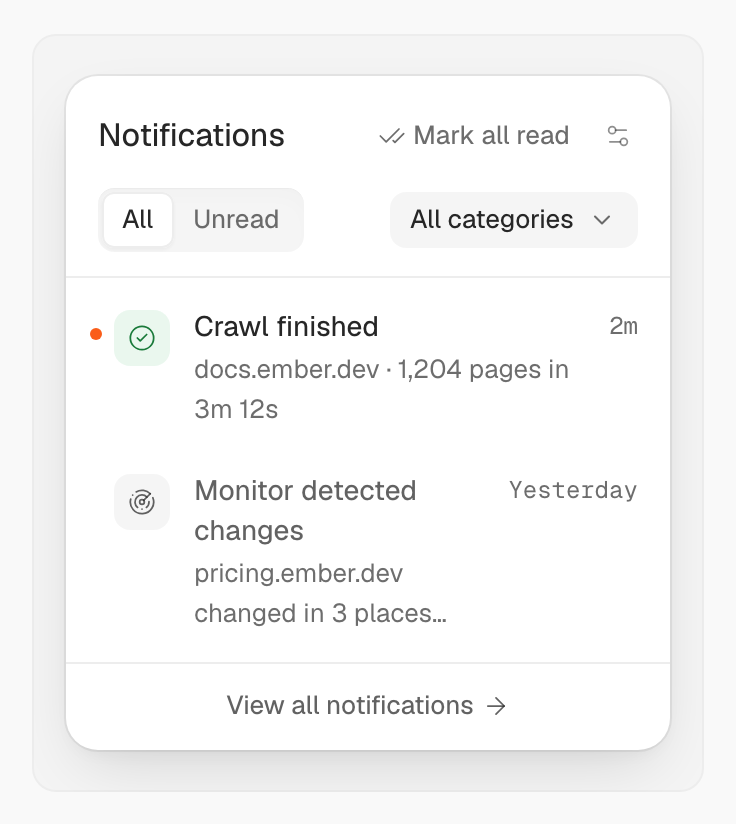 Notifications
Mark all read
All
Unread
All categories
Crawl finished
2m
docs.ember.dev · 1,204 pages in
3m 12s
Monitor detected
changes
Yesterday
pricing.ember.dev
changed in 3 places…
View all notifications